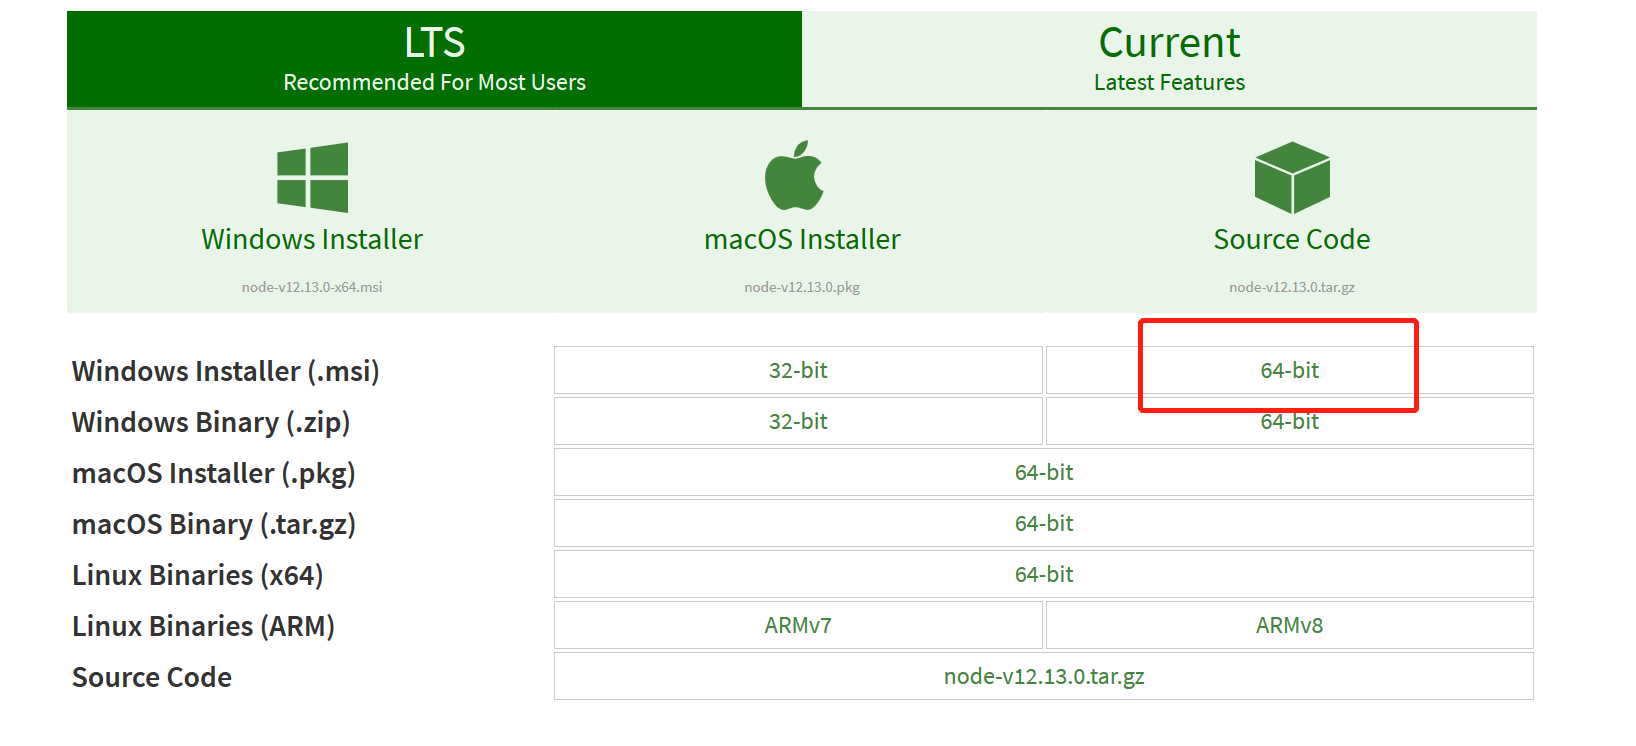 LTS
Recommended For Most Users
Current
Latest Features
Windows Installer
node-v12.13.0-x64.msi
macOS Installer
node-v12.13.0.pkg
Source Code
node-v12.13.0.tar.gz
Windows Installer (.msi) 32-bit 64-bit
Windows Binary (.zip) 32-bit 64-bit
macOS Installer (.pkg) 64-bit
macOS Binary (.tar.gz) 64-bit
Linux Binaries (x64) 64-bit
Linux Binaries (ARM) ARMv7 ARMv8
Source Code node-v12.13.0.tar.gz